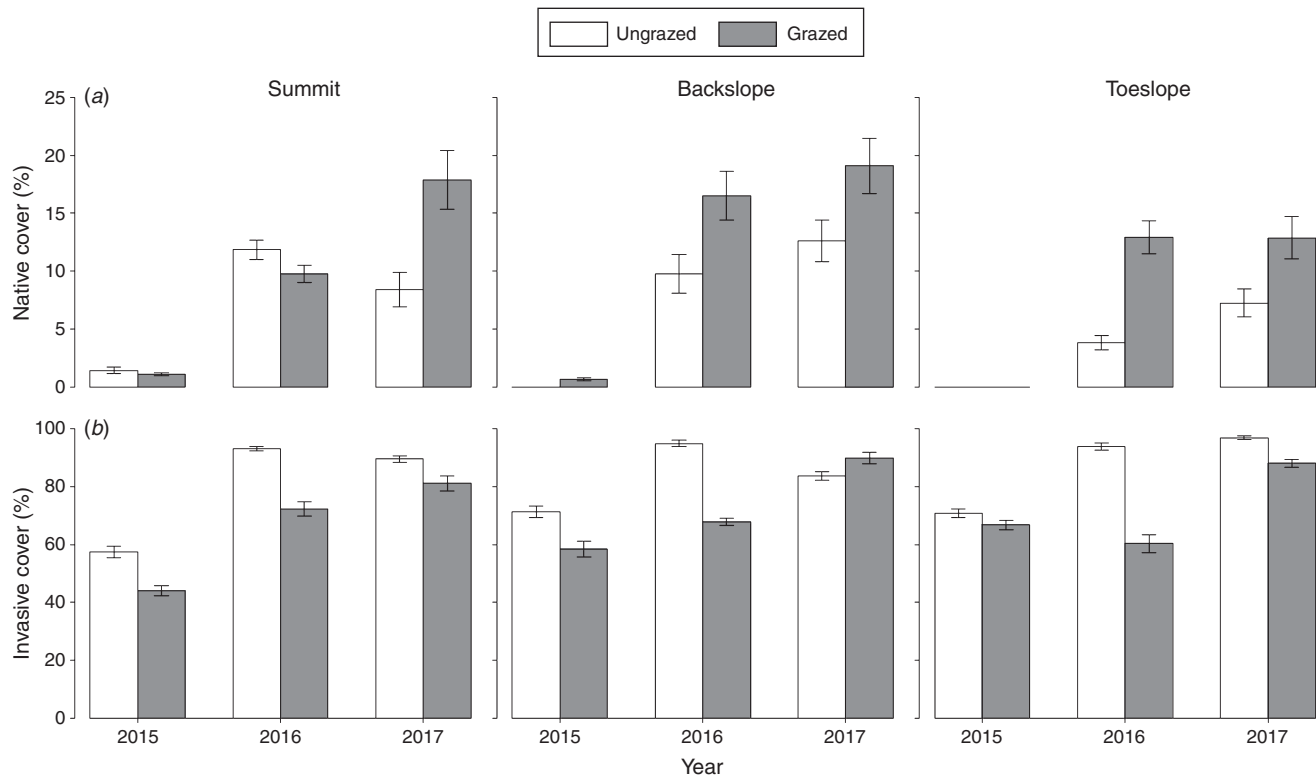 Ungrazed Grazed
Summit Backslope Toeslope
(a)
25
20
15
10
5
0
Native cover (%)
(b)
100
80
60
40
20
0
Invasive cover (%)
2015 2016 2017 2015 2016 2017 2015 2016 2017
Year